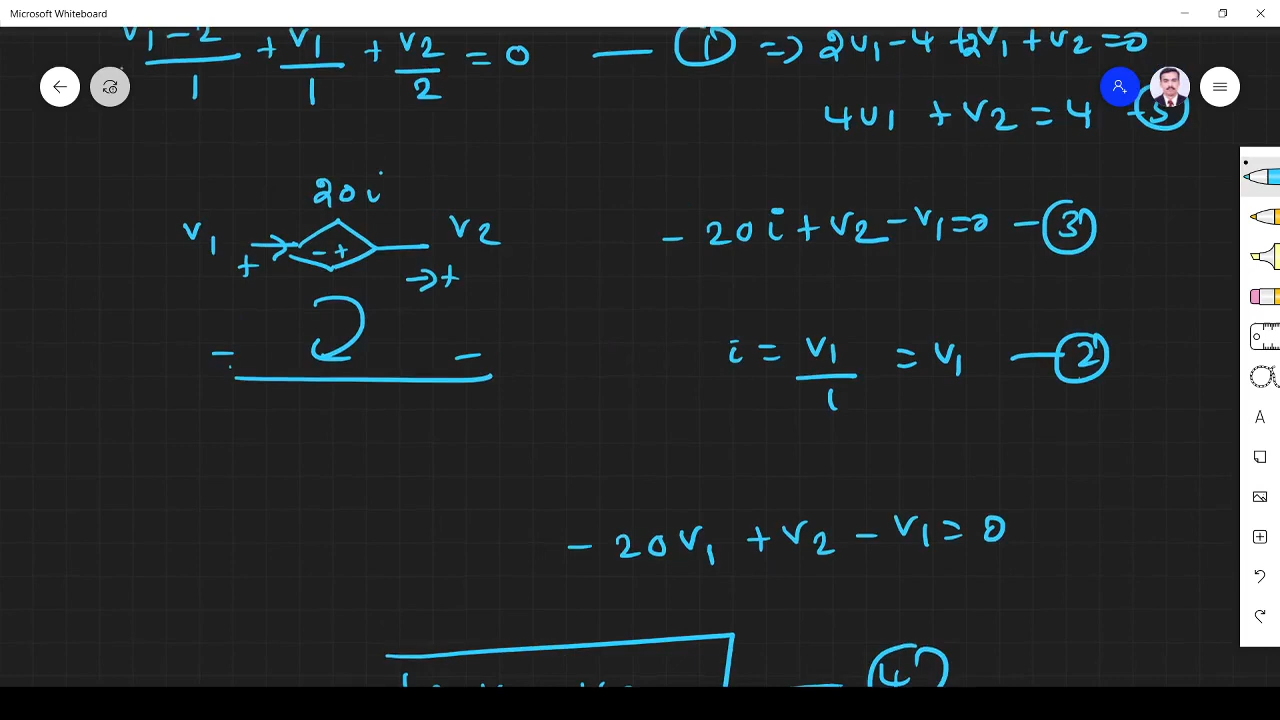 Microsoft Whiteboard
v1 - 2 / 1 + v1 / 1 + v2 / 2 = 0 — 1 => 2v1 - 4 + 2v1 + v2 = 0
4v1 + v2 = 4 - 5
20i
v1 v2
- +
+ → +
- 20i + v2 - v1 = 0 - 3
- -
i = v1 / 1 = v1 — 2
- 20v1 + v2 - v1 = 0
4
A